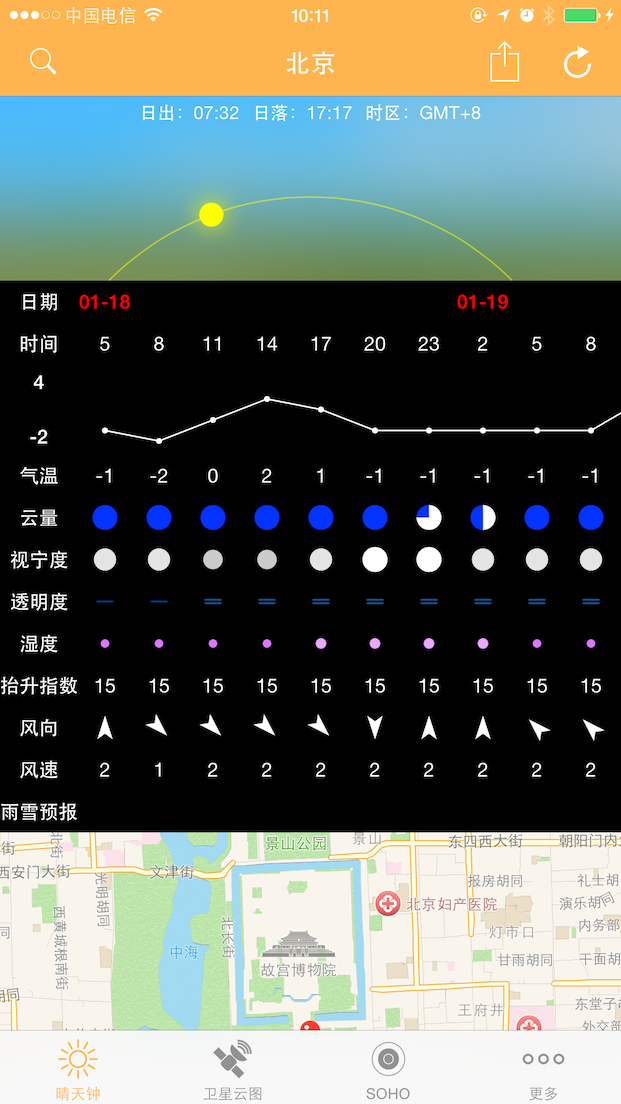 中国电信 10:11
北京
日出：07:32 日落：17:17 时区：GMT+8
日期 01-18 01-19
时间 5 8 11 14 17 20 23 2 5 8
4
-2
气温 -1 -2 0 2 1 -1 -1 -1 -1 -1
云量
视宁度
透明度
湿度
抬升指数 15 15 15 15 15 15 15 15 15 15
风向
风速 2 1 2 2 2 2 2 2 2 2
雨雪预报
景山公园
景山
东四西大街
朝阳门内
北街
街
西安门大街
文津街
光明胡同
报房胡同
礼士胡
北京妇产医院
演乐胡同
西黄城根南街
北长街
灯市口
内务部
同
中海
故宫博物院
甘雨胡同
干面胡
胡同
王府井
东堂子
外交部
晴天钟 卫星云图 SOHO 更多